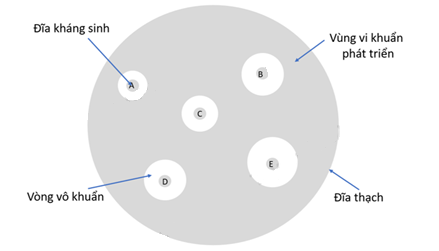 Đĩa kháng sinh
Vùng vi khuẩn
phát triển
A
B
C
D
E
Vòng vô khuẩn
Đĩa thạch